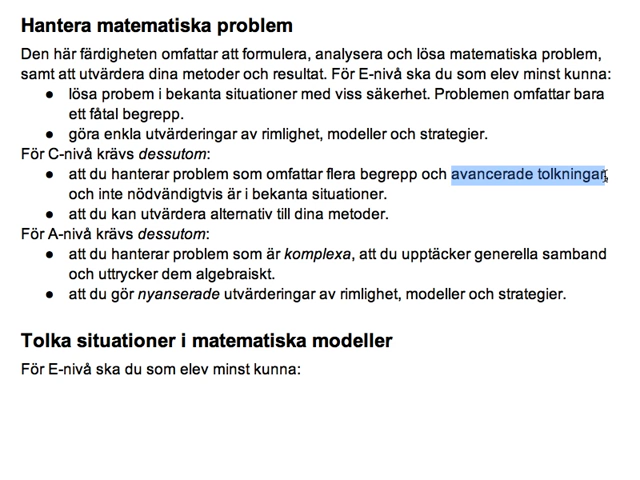 Hantera matematiska problem
Den här färdigheten omfattar att formulera, analysera och lösa matematiska problem,
samt att utvärdera dina metoder och resultat. För E-nivå ska du som elev minst kunna:
● lösa probem i bekanta situationer med viss säkerhet. Problemen omfattar bara
ett fåtal begrepp.
● göra enkla utvärderingar av rimlighet, modeller och strategier.
För C-nivå krävs dessutom:
● att du hanterar problem som omfattar flera begrepp och avancerade tolkningar,
och inte nödvändigtvis är i bekanta situationer.
● att du kan utvärdera alternativ till dina metoder.
För A-nivå krävs dessutom:
● att du hanterar problem som är komplexa, att du upptäcker generella samband
och uttrycker dem algebraiskt.
● att du gör nyanserade utvärderingar av rimlighet, modeller och strategier.
Tolka situationer i matematiska modeller
För E-nivå ska du som elev minst kunna: